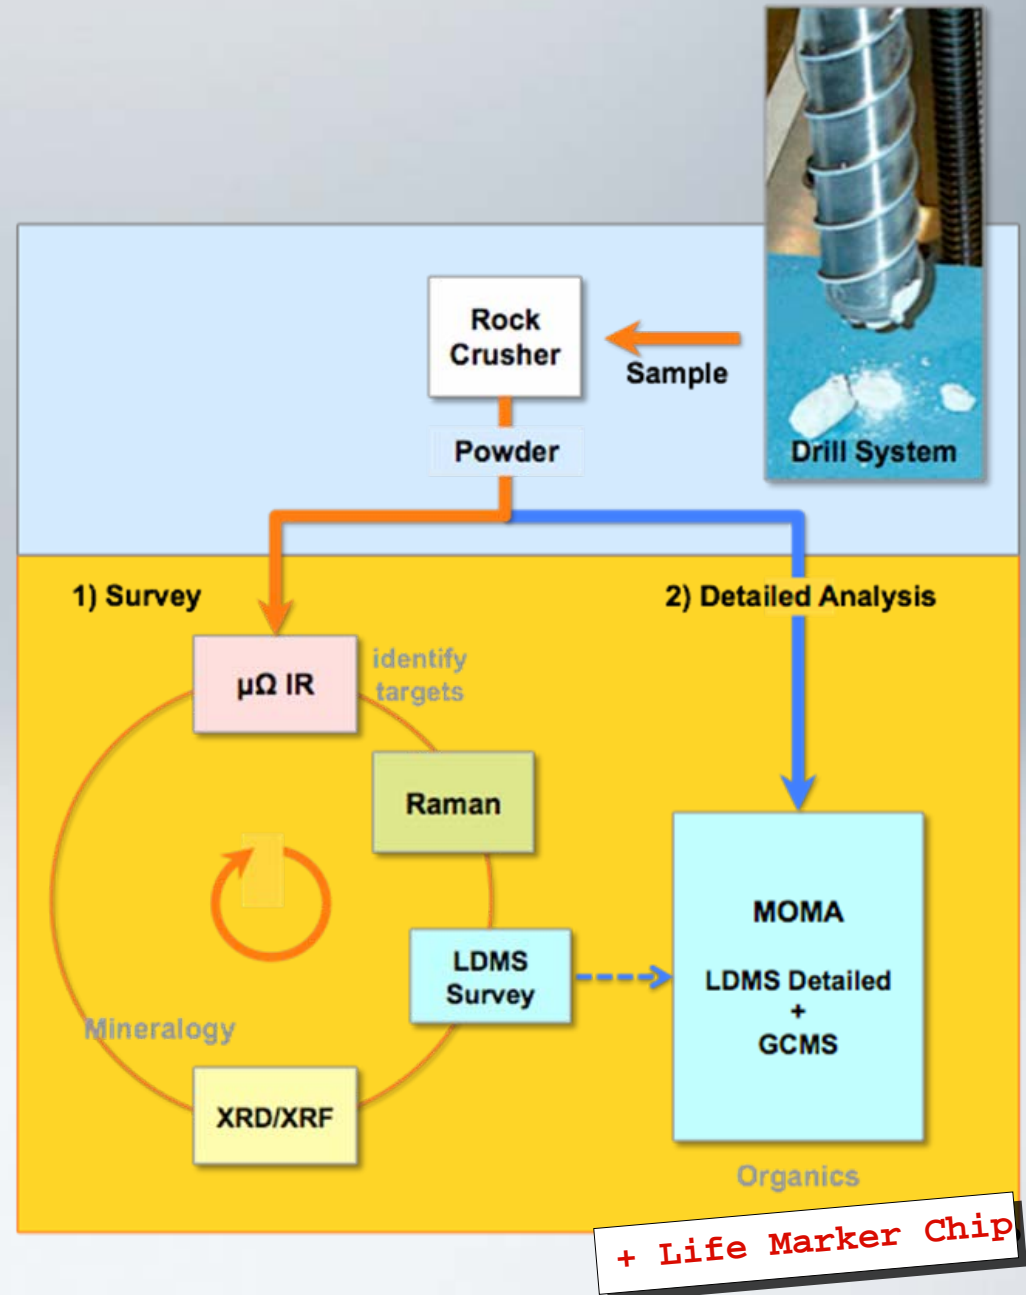 Rock
Crusher
Sample
Drill System
Powder
1) Survey
2) Detailed Analysis
µΩ IR
identify
targets
Raman
LDMS
Survey
Mineralogy
XRD/XRF
MOMA
LDMS Detailed
+
GCMS
Organics
+ Life Marker Chip